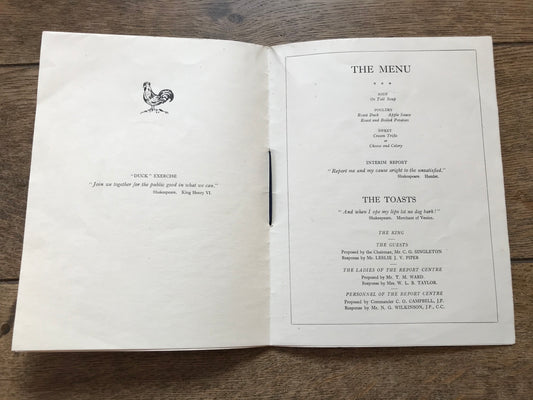 "DUCK" EXERCISE
"Join we together for the public good in what we can."
Shakespeare. King Henry VI.
THE MENU
SOUP
Ox Tail Soup
POULTRY
Roast Duck Apple Sauce
Roast and Boiled Potatoes
SWEET
Cream Trifle
or
Cheese and Celery
INTERIM REPORT
"Report me and my cause aright to the unsatisfied."
Shakespeare. Hamlet.
THE TOASTS
"And when I ope my lips let no dog bark!"
Shakespeare. Merchant of Venice.
THE KING
THE GUESTS
Proposed by the Chairman, Mr. C. G. SINGLETON
Response by Mr. LESLIE J. V. PIPER
THE LADIES OF THE REPORT CENTRE
Proposed by Mr. T. M. WARD.
Response by Mrs. W. L. B. TAYLOR.
PERSONNEL OF THE REPORT CENTRE
Proposed by Commander C. O. CAMPBELL, J.P.
Response by Mr. N. G. WILKINSON, J.P., C.C.